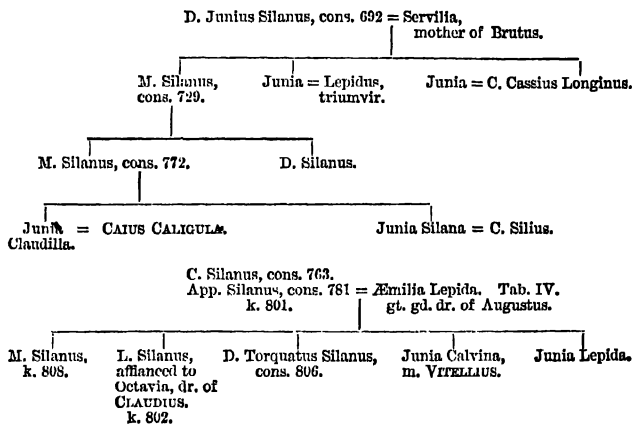 D. Junius Silanus, cons. 692 = Servilia,
mother of Brutus.
M. Silanus,
cons. 729.
Junia = Lepidus,
triumvir.
Junia = C. Cassius Longinus.
M. Silanus, cons. 772.
D. Silanus.
Junia = CAIUS CALIGULÆ.
Claudilla.
Junia Silana = C. Silius.
C. Silanus, cons. 763.
App. Silanus, cons. 781 = Æmilia Lepida. Tab. IV.
k. 801.
gt. gd. dr. of Augustus.
M. Silanus,
k. 808.
L. Silanus,
affianced to
Octavia, dr. of
CLAUDIUS.
k. 802.
D. Torquatus Silanus,
cons. 806.
Junia Calvina,
m. VITELLIUS.
Junia Lepida.